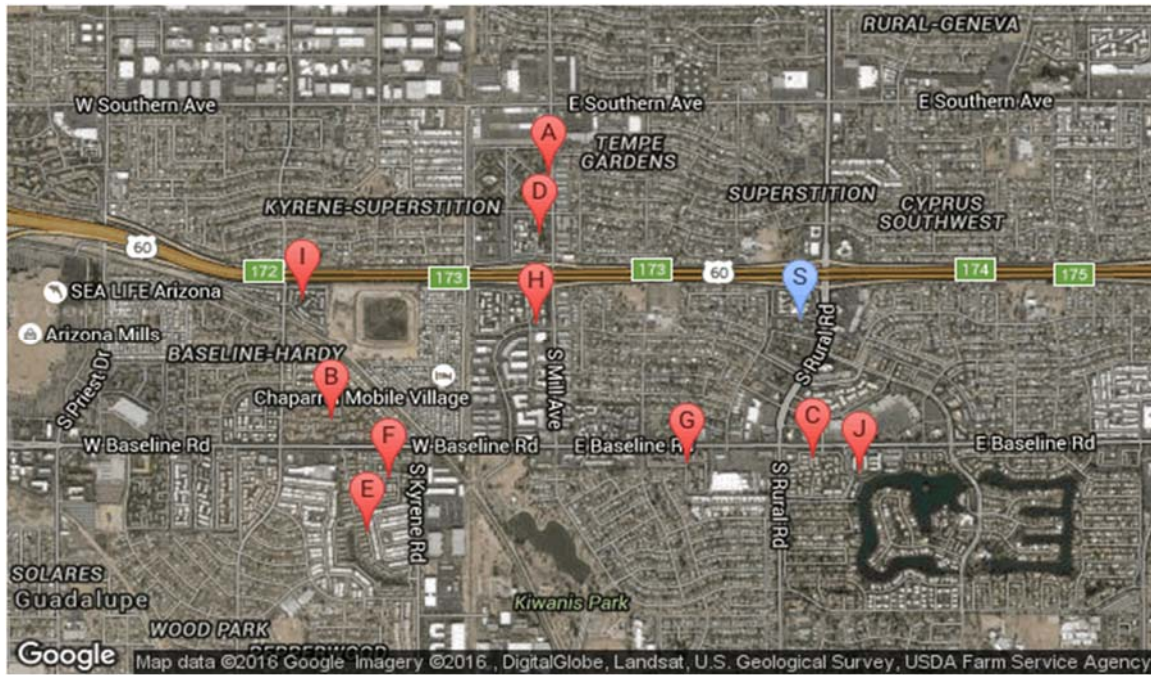 RURAL-GENEVA
W Southern Ave
E Southern Ave
E Southern Ave
A
TEMPE
GARDENS
D
KYRENE-SUPERSTITION
SUPERSTITION
CYPRUS
SOUTHWEST
60
I
172
173
H
173
60
S
174
175
SEA LIFE Arizona
Arizona Mills
S Priest Dr
BASELINE-HARDY
B
Chaparral Mobile Village
S Mill Ave
S Rural Rd
W Baseline Rd
F
W Baseline Rd
E Baseline Rd
G
C
J
E Baseline Rd
E
S Kyrene Rd
S Rural Rd
SOLARES
Guadalupe
WOOD PARK
Kiwanis Park
PEPPERWOOD
Google
Map data ©2016 Google Imagery ©2016 , DigitalGlobe, Landsat, U.S. Geological Survey, USDA Farm Service Agency